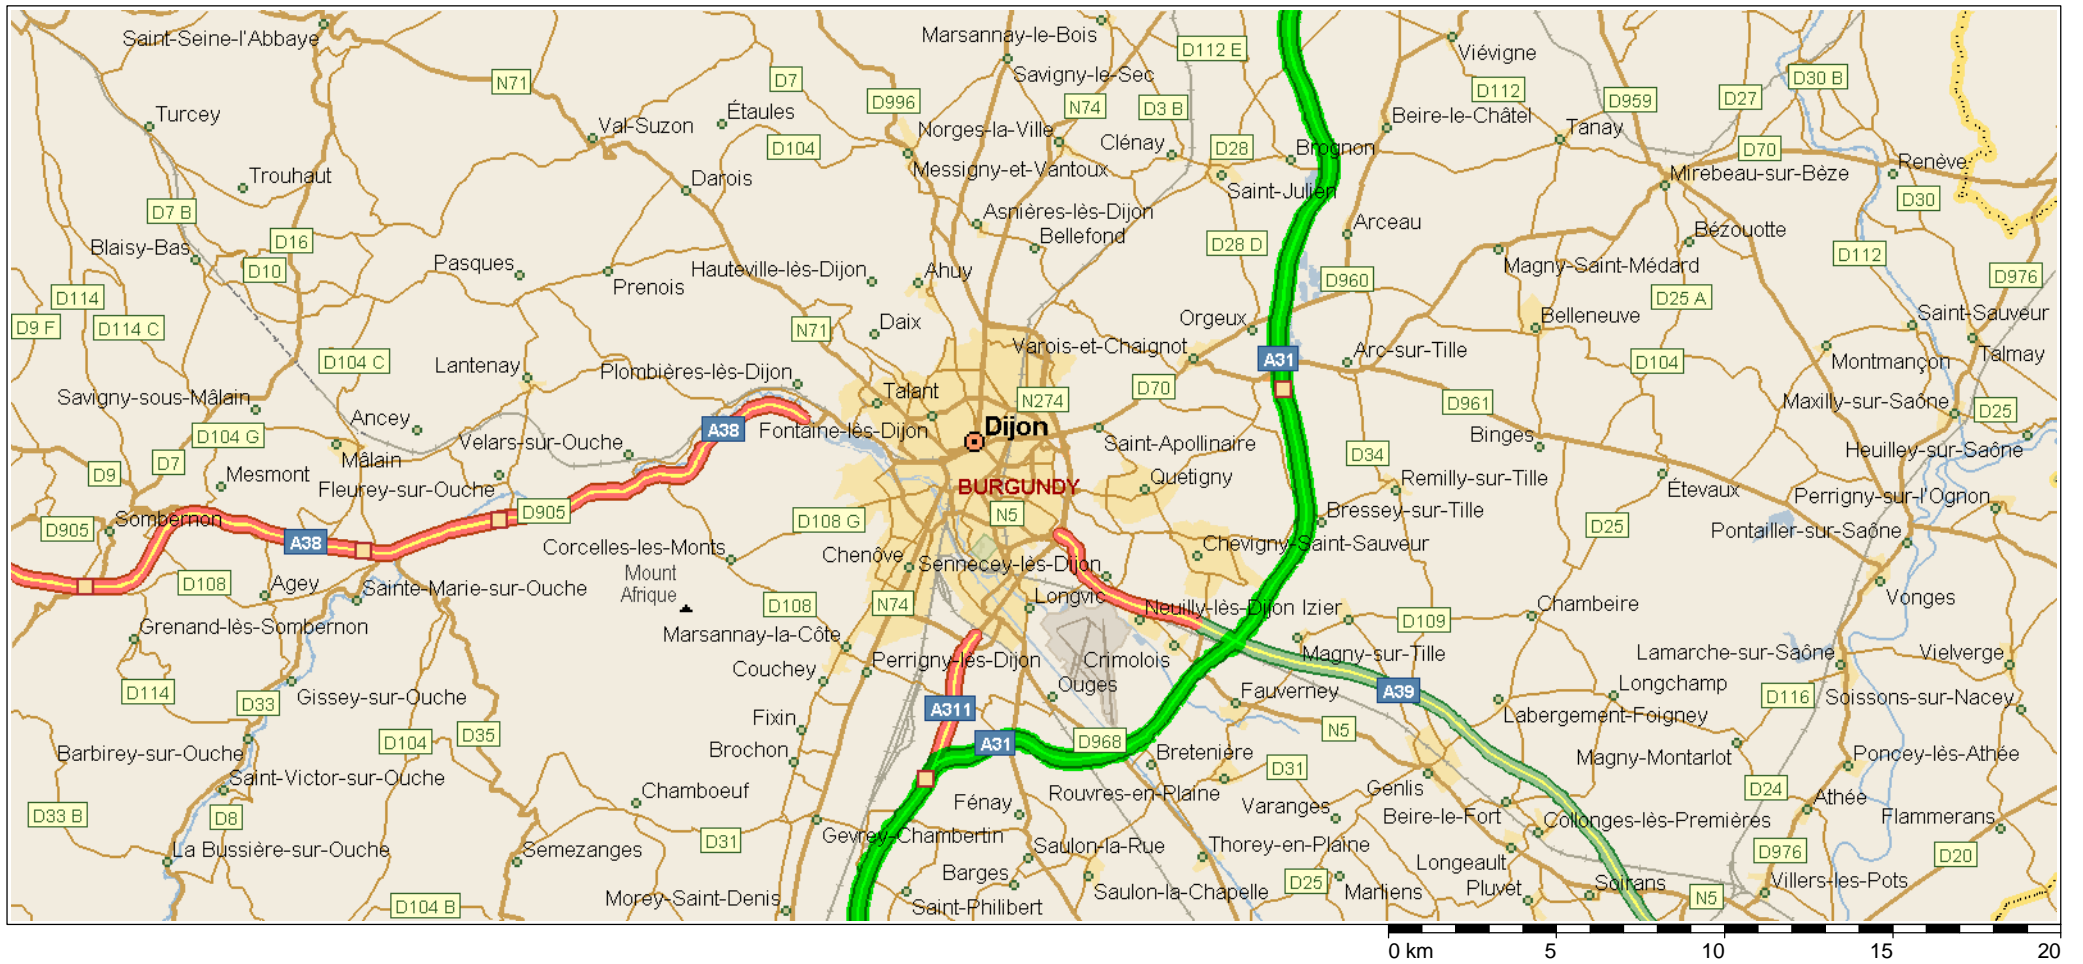 Saint-Seine-l'Abbaye
Marsannay-le-Bois
D112 E
Viévigne
N71
D7
Savigny-le-Sec
D30 B
D996
N74
D3 B
D112
D959
D27
Turcey
Étaules
Val-Suzon
Norges-la-Ville
Clénay
Beire-le-Châtel
Tanay
D104
D28
Brognon
D70
Renève
Trouhaut
Darois
Messigny-et-Vantoux
Saint-Julien
Mirebeau-sur-Bèze
D30
D7 B
Asnières-lès-Dijon
Arceau
Bézouotte
D16
Bellefond
D28 D
Blaisy-Bas
D10
Pasques
Hauteville-lès-Dijon
Ahuy
D960
Magny-Saint-Médard
D112
D976
D114
Prenois
D25 A
D9 F
D114 C
N71
Daix
Orgeux
Belleneuve
Saint-Sauveur
D104 C
Lantenay
Plombières-lès-Dijon
Varois-et-Chaignot
A31
Arc-sur-Tille
D104
Montmançon
Talmay
Savigny-sous-Mâlain
Talant
N274
D70
D961
Maxilly-sur-Saône
D25
Ancey
A38
Fontaine-lès-Dijon
Dijon
D104 G
Velars-sur-Ouche
Saint-Apollinaire
Binges
Heuilley-sur-Saône
D9
D7
Mâlain
D34
Mesmont
Fleurey-sur-Ouche
BURGUNDY
Quetigny
Remilly-sur-Tille
Étevaux
Perrigny-sur-l'Ognon
D905
Sombernon
D905
D108 G
N5
Bressey-sur-Tille
D25
Pontailler-sur-Saône
A38
Corcelles-les-Monts
Chenôve
Sennecey-lès-Dijon
Chevigny-Saint-Sauveur
D108
Agey
Sainte-Marie-sur-Ouche
Mount
Afrique
D108
N74
Longvic
Neuilly-lès-Dijon
Izier
D109
Chambeire
Vonges
Grenand-lès-Sombernon
Marsannay-la-Côte
Couchey
Perrigny-lès-Dijon
Crimolois
Magny-sur-Tille
Lamarche-sur-Saône
Vielverge
D114
D33
Gissey-sur-Ouche
Ouges
Fauverney
A39
Longchamp
D116
Soissons-sur-Nacey
Fixin
A311
Labergement-Foigney
D104
D35
Brochon
A31
D968
N5
Barbirey-sur-Ouche
Bretenière
Magny-Montarlot
Poncey-lès-Athée
Saint-Victor-sur-Ouche
D31
Chamboeuf
Fénay
Rouvres-en-Plaine
Varanges
Genlis
D24
Athée
D33 B
D8
Beire-le-Fort
Collonges-lès-Premières
Flammerans
D31
Gevrey-Chambertin
La Bussière-sur-Ouche
Semezanges
Saulon-la-Rue
Thorey-en-Plaine
Longeault
D976
D20
Barges
D25
Marliens
Pluvet
Soirans
Villers-les-Pots
D104 B
Morey-Saint-Denis
Saint-Philibert
Saulon-la-Chapelle
N5
0 km
5
10
15
20